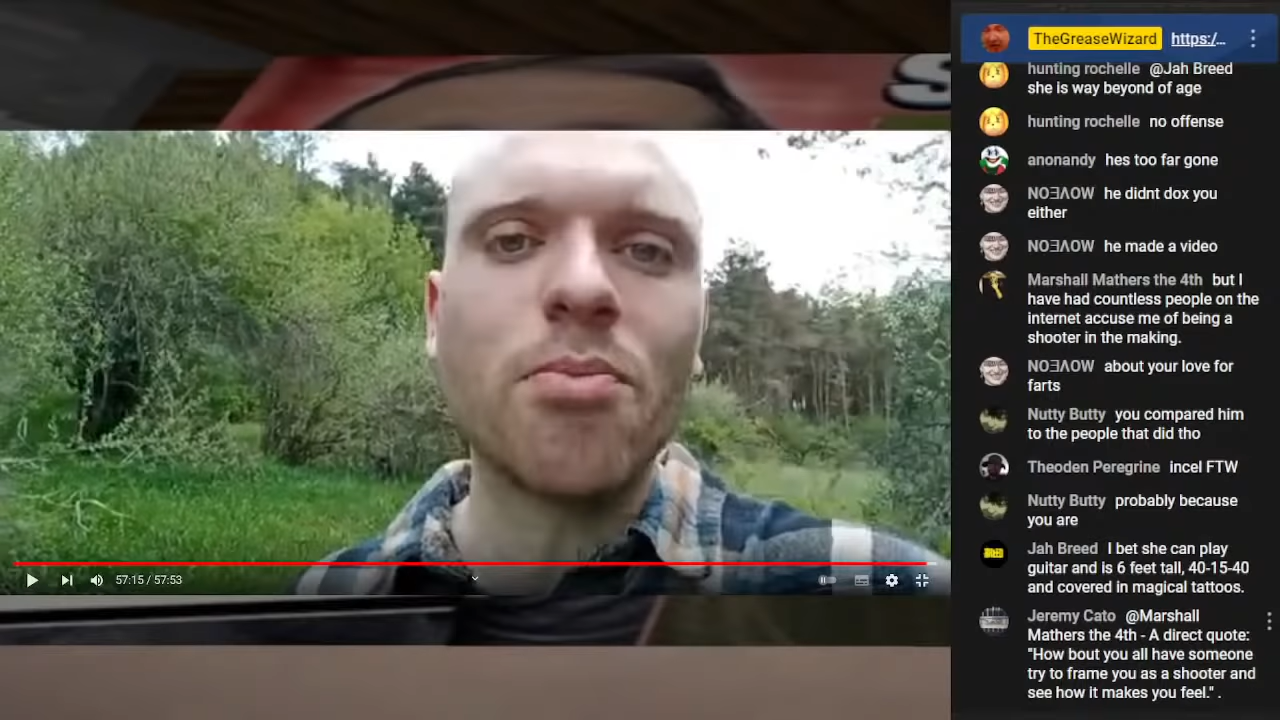 S
TheGreaseWizard https:/...
hunting rochelle @Jah Breed
she is way beyond of age
hunting rochelle no offense
anonandy hes too far gone
NOƎΛOW he didnt dox you
either
NOƎΛOW he made a video
Marshall Mathers the 4th but I
have had countless people on the
internet accuse me of being a
shooter in the making.
NOƎΛOW about your love for
farts
Nutty Butty you compared him
to the people that did tho
Theoden Peregrine incel FTW
Nutty Butty probably because
you are
Jah Breed I bet she can play
guitar and is 6 feet tall, 40-15-40
and covered in magical tattoos.
Jeremy Cato @Marshall
Mathers the 4th - A direct quote:
"How bout you all have someone
try to frame you as a shooter and
see how it makes you feel." .
57:15 / 57:53